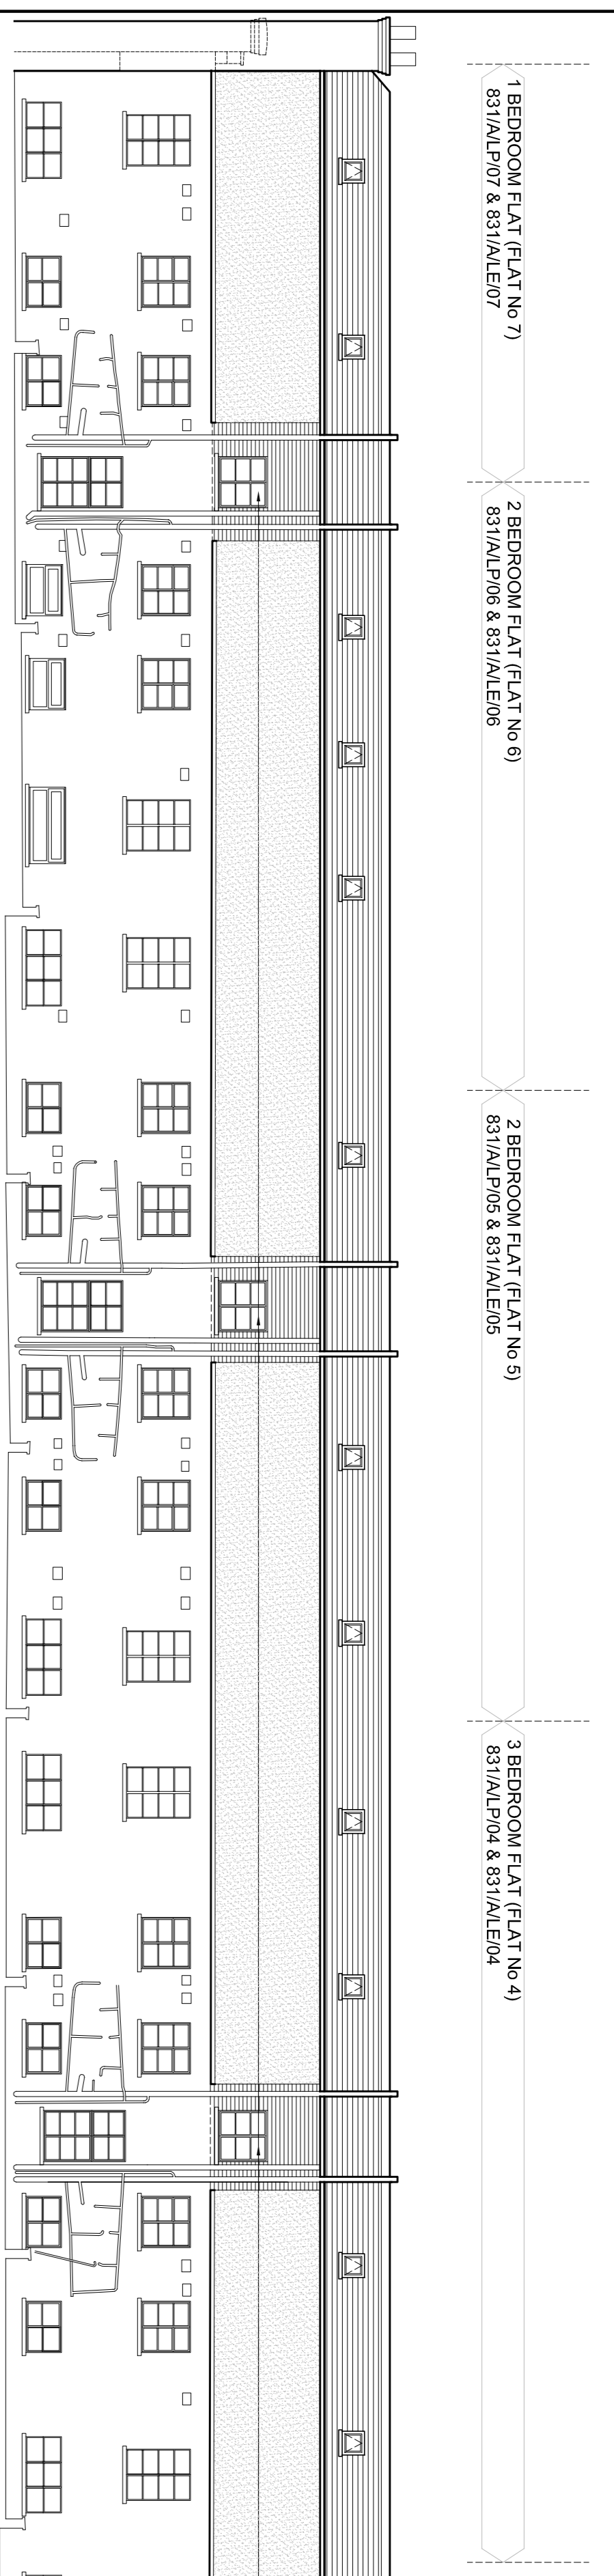 1 BEDROOM FLAT (FLAT No 7)
831/A/LP/07 & 831/A/LE/07
2 BEDROOM FLAT (FLAT No 6)
831/A/LP/06 & 831/A/LE/06
2 BEDROOM FLAT (FLAT No 5)
831/A/LP/05 & 831/A/LE/05
3 BEDROOM FLAT (FLAT No 4)
831/A/LP/04 & 831/A/LE/04